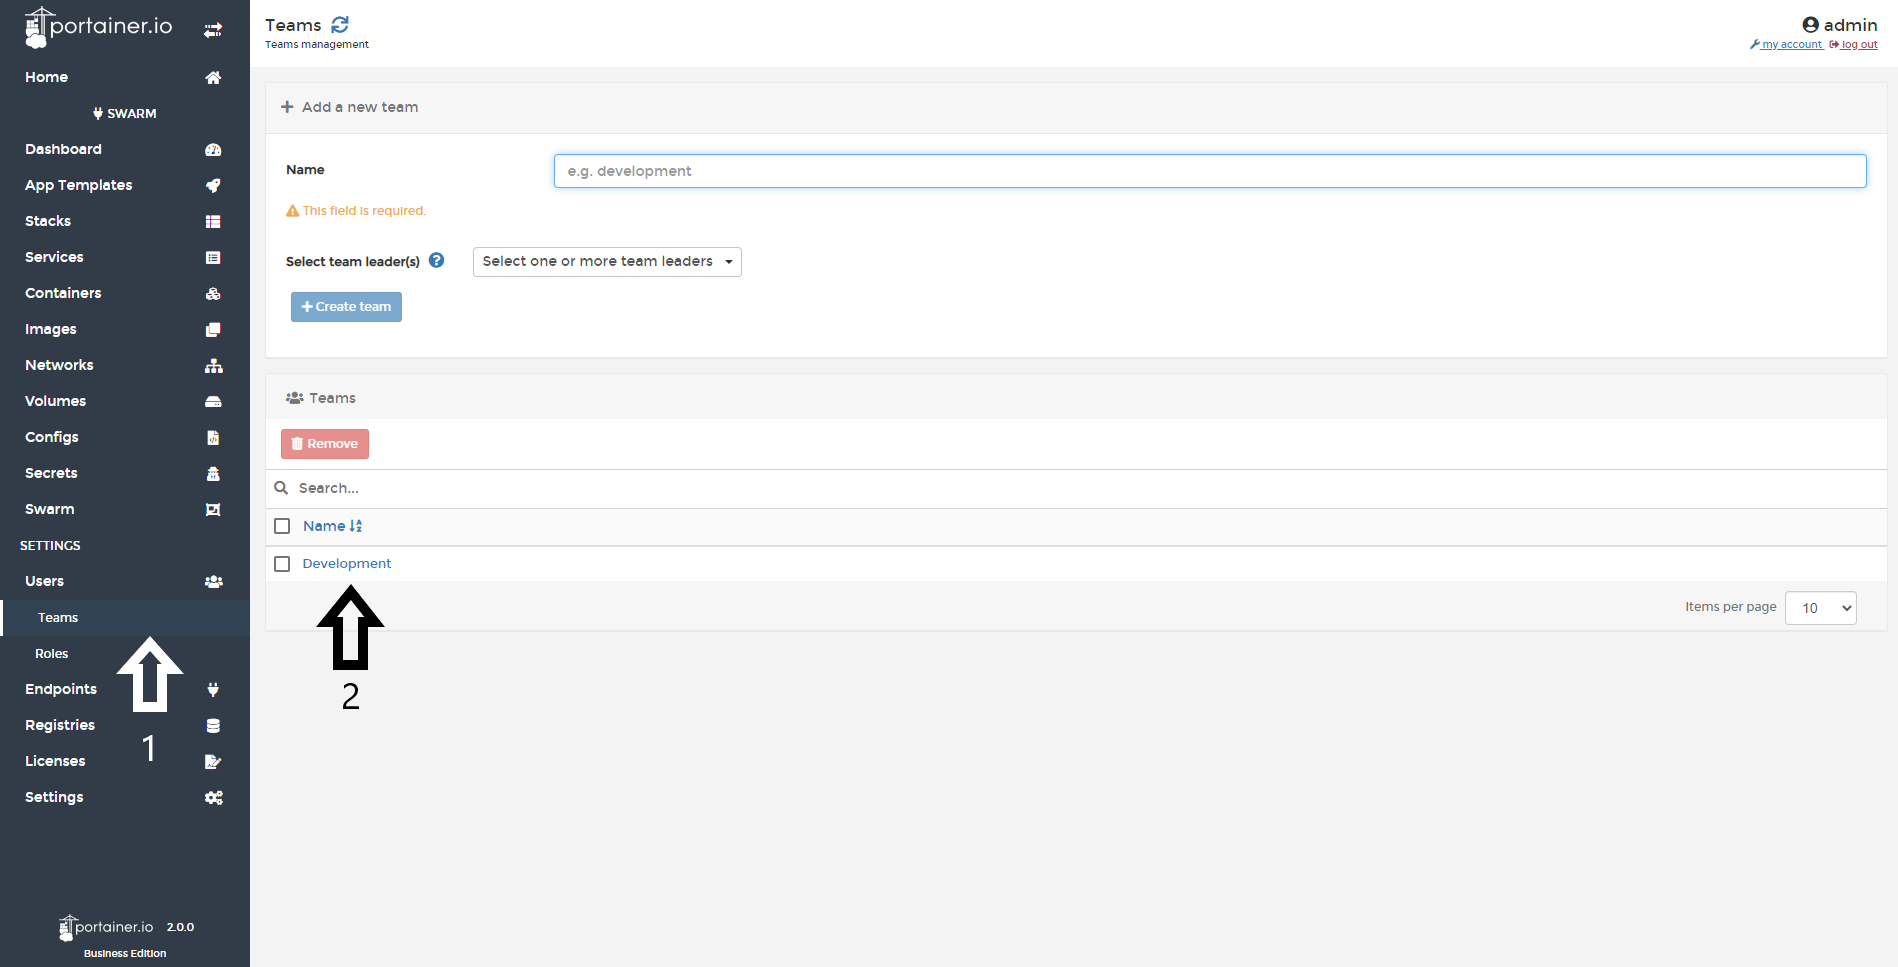 portainer.io
Home
SWARM
Dashboard
App Templates
Stacks
Services
Containers
Images
Networks
Volumes
Configs
Secrets
Swarm
SETTINGS
Users
Teams
Roles
Endpoints
Registries
1
Licenses
Settings
portainer.io 2.0.0
Business Edition
Teams
Teams management
admin
my account log out
Add a new team
Name e.g. development
This field is required.
Select team leader(s) Select one or more team leaders
Create team
Teams
Remove
Search...
Name
Development
2
Items per page 10